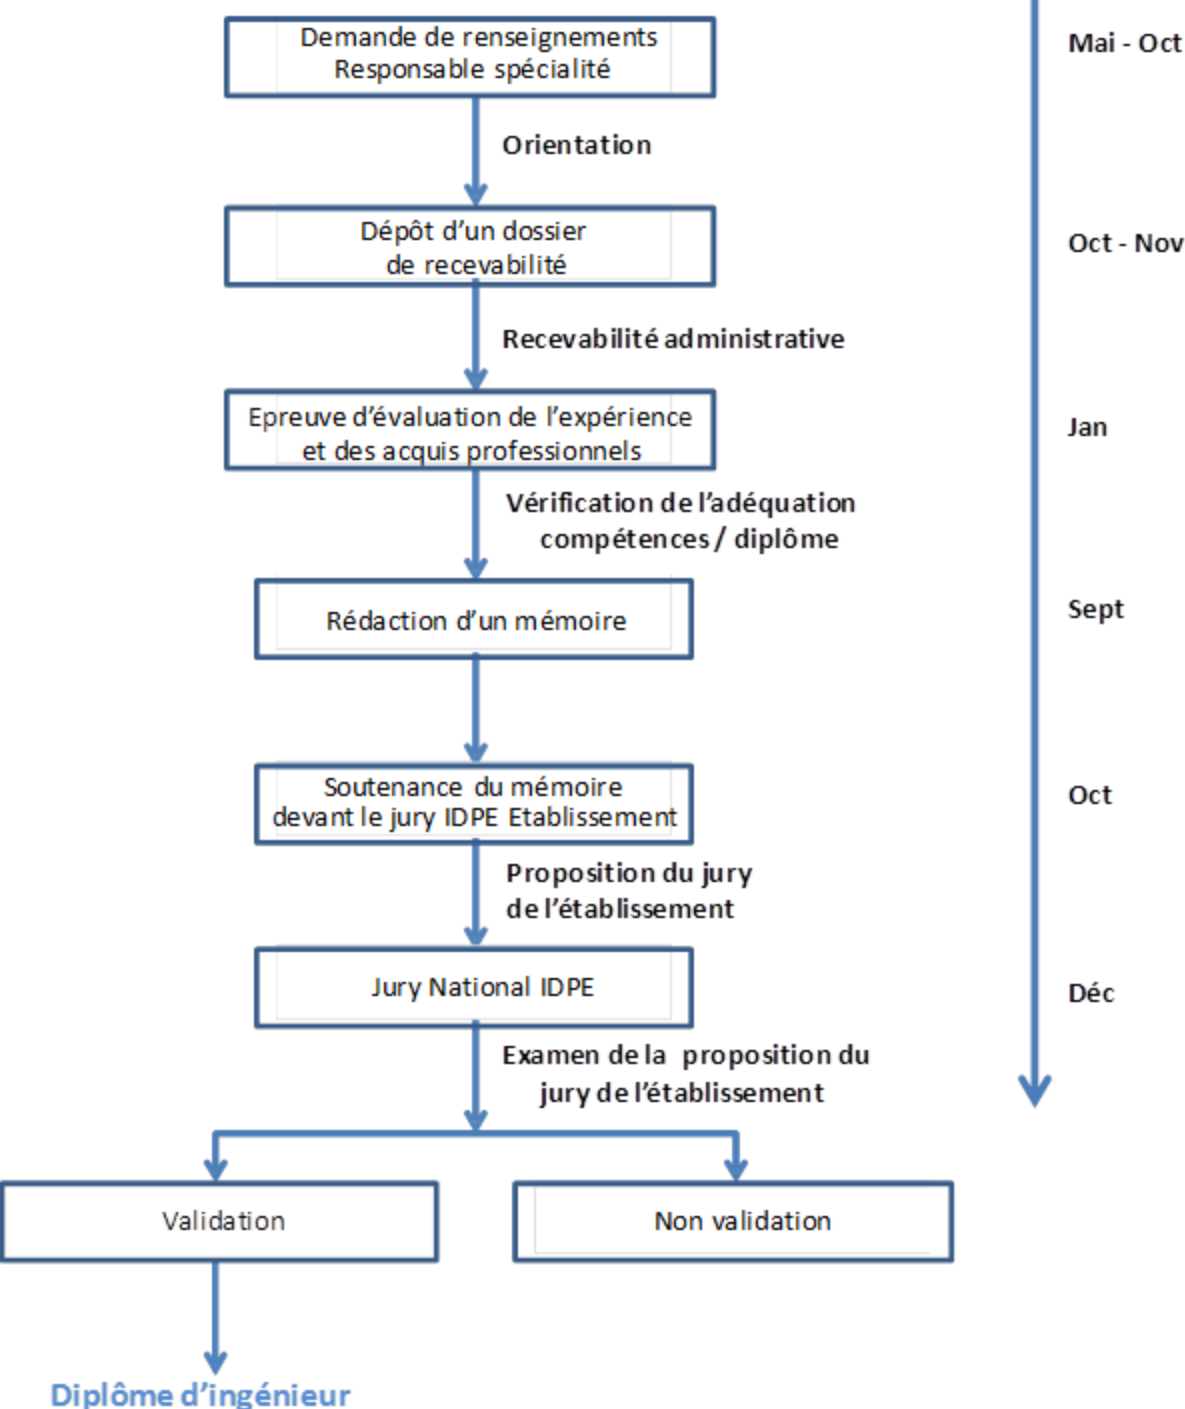 Demande de renseignements
Responsable spécialité
Mai - Oct
Orientation
Dépôt d'un dossier
de recevabilité
Oct - Nov
Recevabilité administrative
Epreuve d'évaluation de l'expérience
et des acquis professionnels
Jan
Vérification de l'adéquation
compétences / diplôme
Rédaction d'un mémoire
Sept
Soutenance du mémoire
devant le jury IDPE Etablissement
Oct
Proposition du jury
de l'établissement
Jury National IDPE
Déc
Examen de la proposition du
jury de l'établissement
Validation
Non validation
Diplôme d'ingénieur